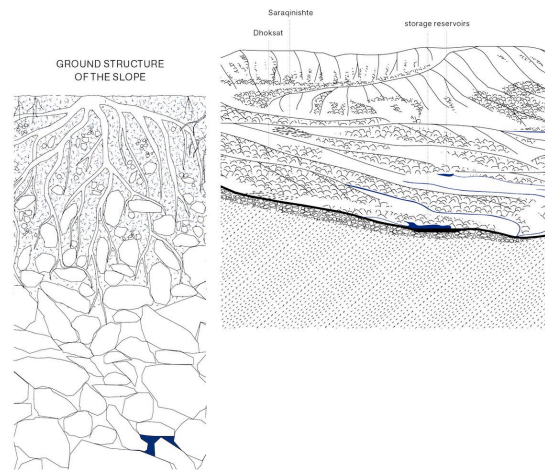 Saraqinishte
Dhoksat
storage reservoirs
GROUND STRUCTURE
OF THE SLOPE